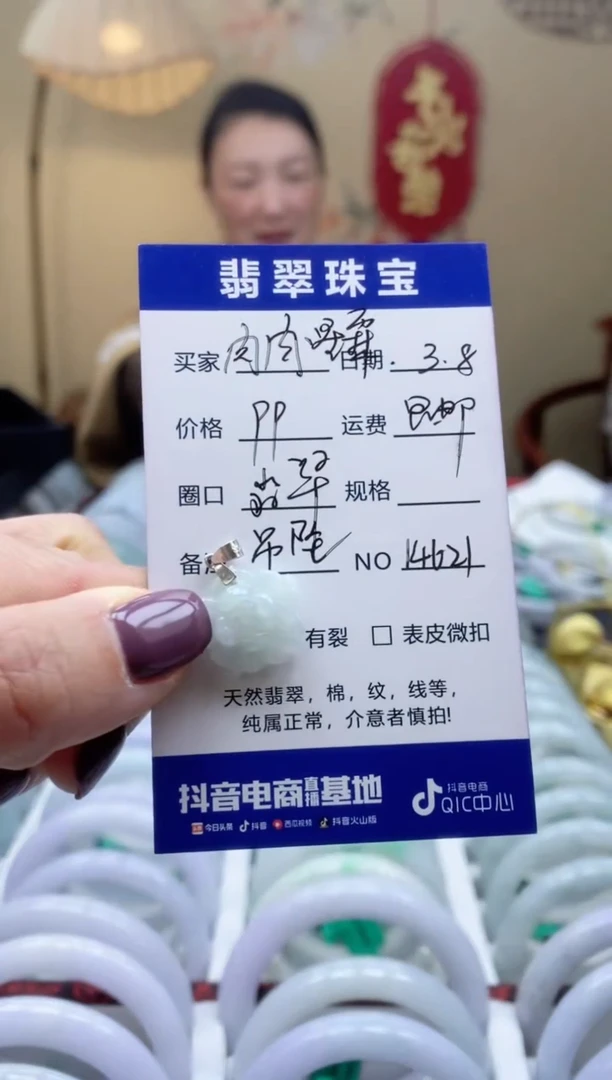 翡翠珠宝
买家 肉肉 日期 3.8
价格 99 运费 包邮
圈口 翡翠 规格
备 吊坠 NO 14621
有裂 □ 表皮微扣
天然翡翠，棉，纹，线等，
纯属正常，介意者慎拍!
抖音电商直播基地
抖音电商
QIC中心
今日头条 抖音 西瓜视频 抖音火山版